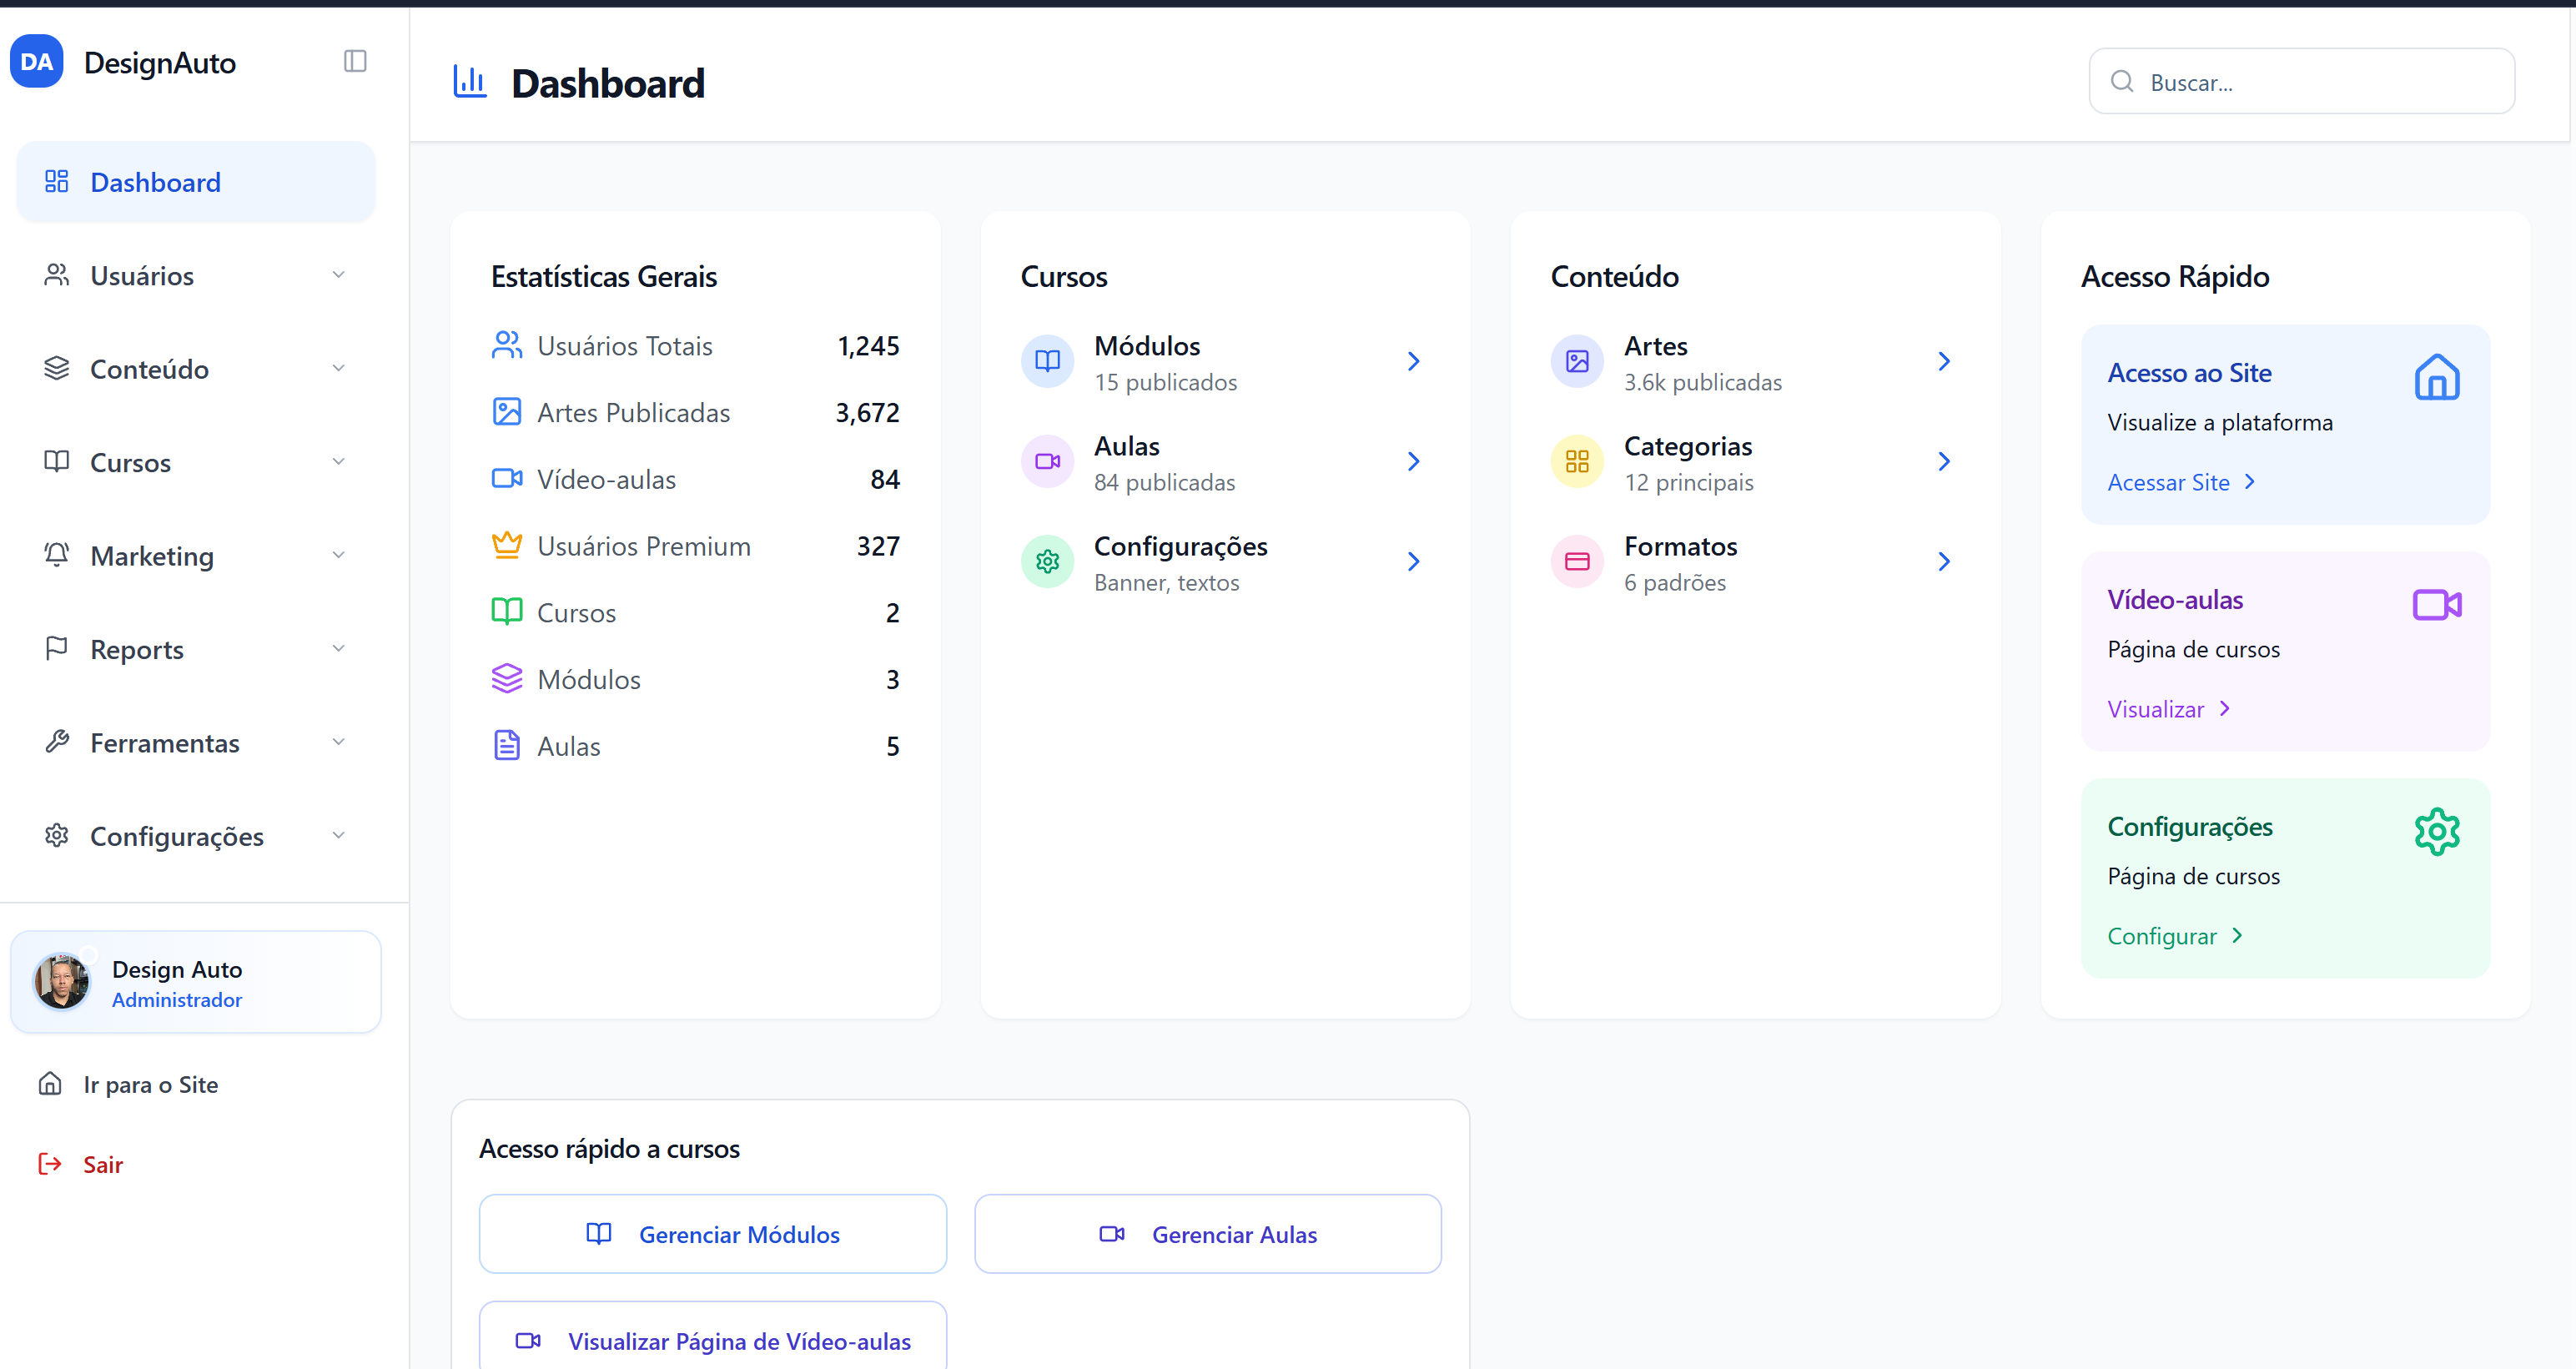 DA DesignAuto
Dashboard
Usuários
Conteúdo
Cursos
Marketing
Reports
Ferramentas
Configurações
Design Auto
Administrador
Ir para o Site
Sair
Dashboard
Buscar...
Estatísticas Gerais
Usuários Totais 1,245
Artes Publicadas 3,672
Vídeo-aulas 84
Usuários Premium 327
Cursos 2
Módulos 3
Aulas 5
Cursos
Módulos
15 publicados
Aulas
84 publicadas
Configurações
Banner, textos
Conteúdo
Artes
3.6k publicadas
Categorias
12 principais
Formatos
6 padrões
Acesso Rápido
Acesso ao Site
Visualize a plataforma
Acessar Site
Vídeo-aulas
Página de cursos
Visualizar
Configurações
Página de cursos
Configurar
Acesso rápido a cursos
Gerenciar Módulos
Gerenciar Aulas
Visualizar Página de Vídeo-aulas